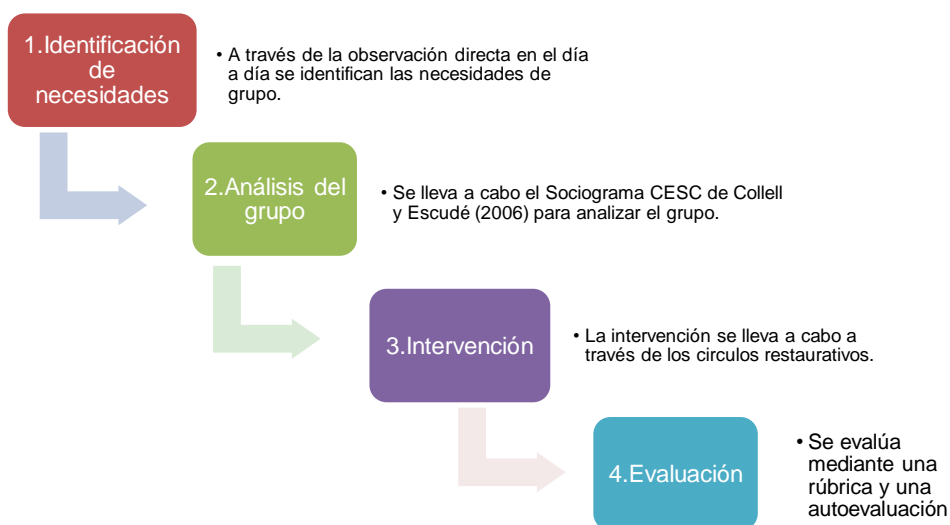 1.Identificación
de
necesidades
• A través de la observación directa en el día
a día se identifican las necesidades de
grupo.
2.Análisis del
grupo
• Se lleva a cabo el Sociograma CESC de Collell
y Escudé (2006) para analizar el grupo.
3.Intervención
• La intervención se lleva a cabo a
través de los circulos restaurativos.
4.Evaluación
• Se evalúa
mediante una
rúbrica y una
autoevaluación